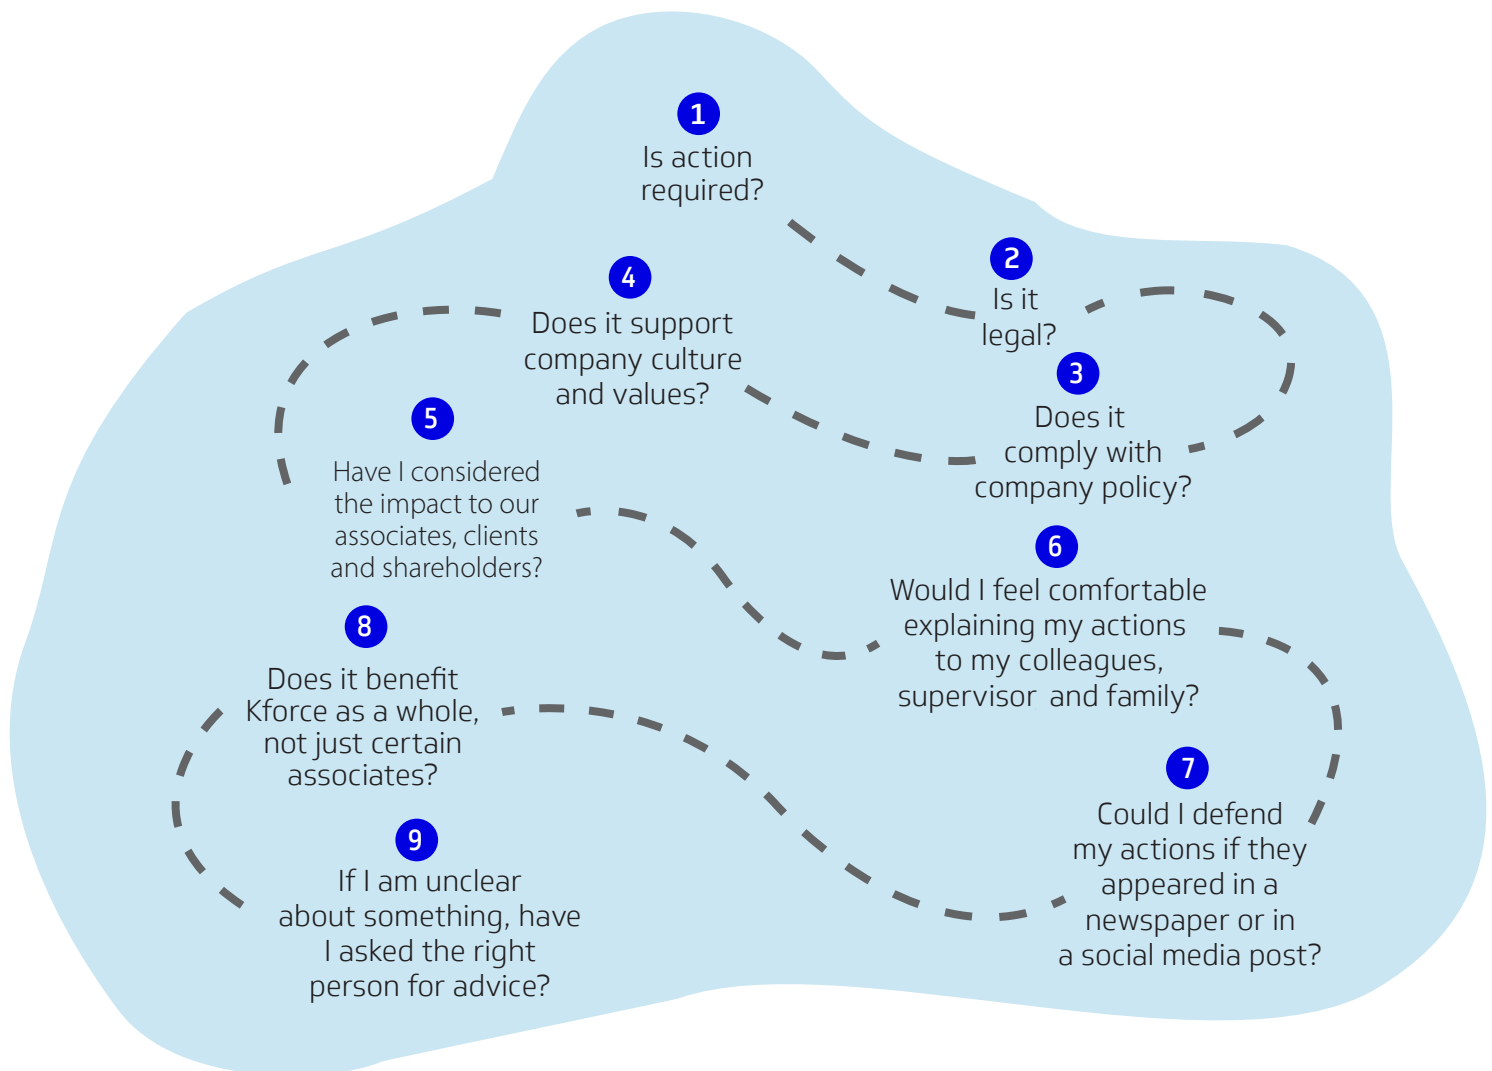 1
Is action
required?
2
Is it
legal?
3
Does it
comply with
company policy?
4
Does it support
company culture
and values?
5
Have I considered
the impact to our
associates, clients
and shareholders?
6
Would I feel comfortable
explaining my actions
to my colleagues,
supervisor and family?
7
Could I defend
my actions if they
appeared in a
newspaper or in
a social media post?
8
Does it benefit
Kforce as a whole,
not just certain
associates?
9
If I am unclear
about something, have
I asked the right
person for advice?